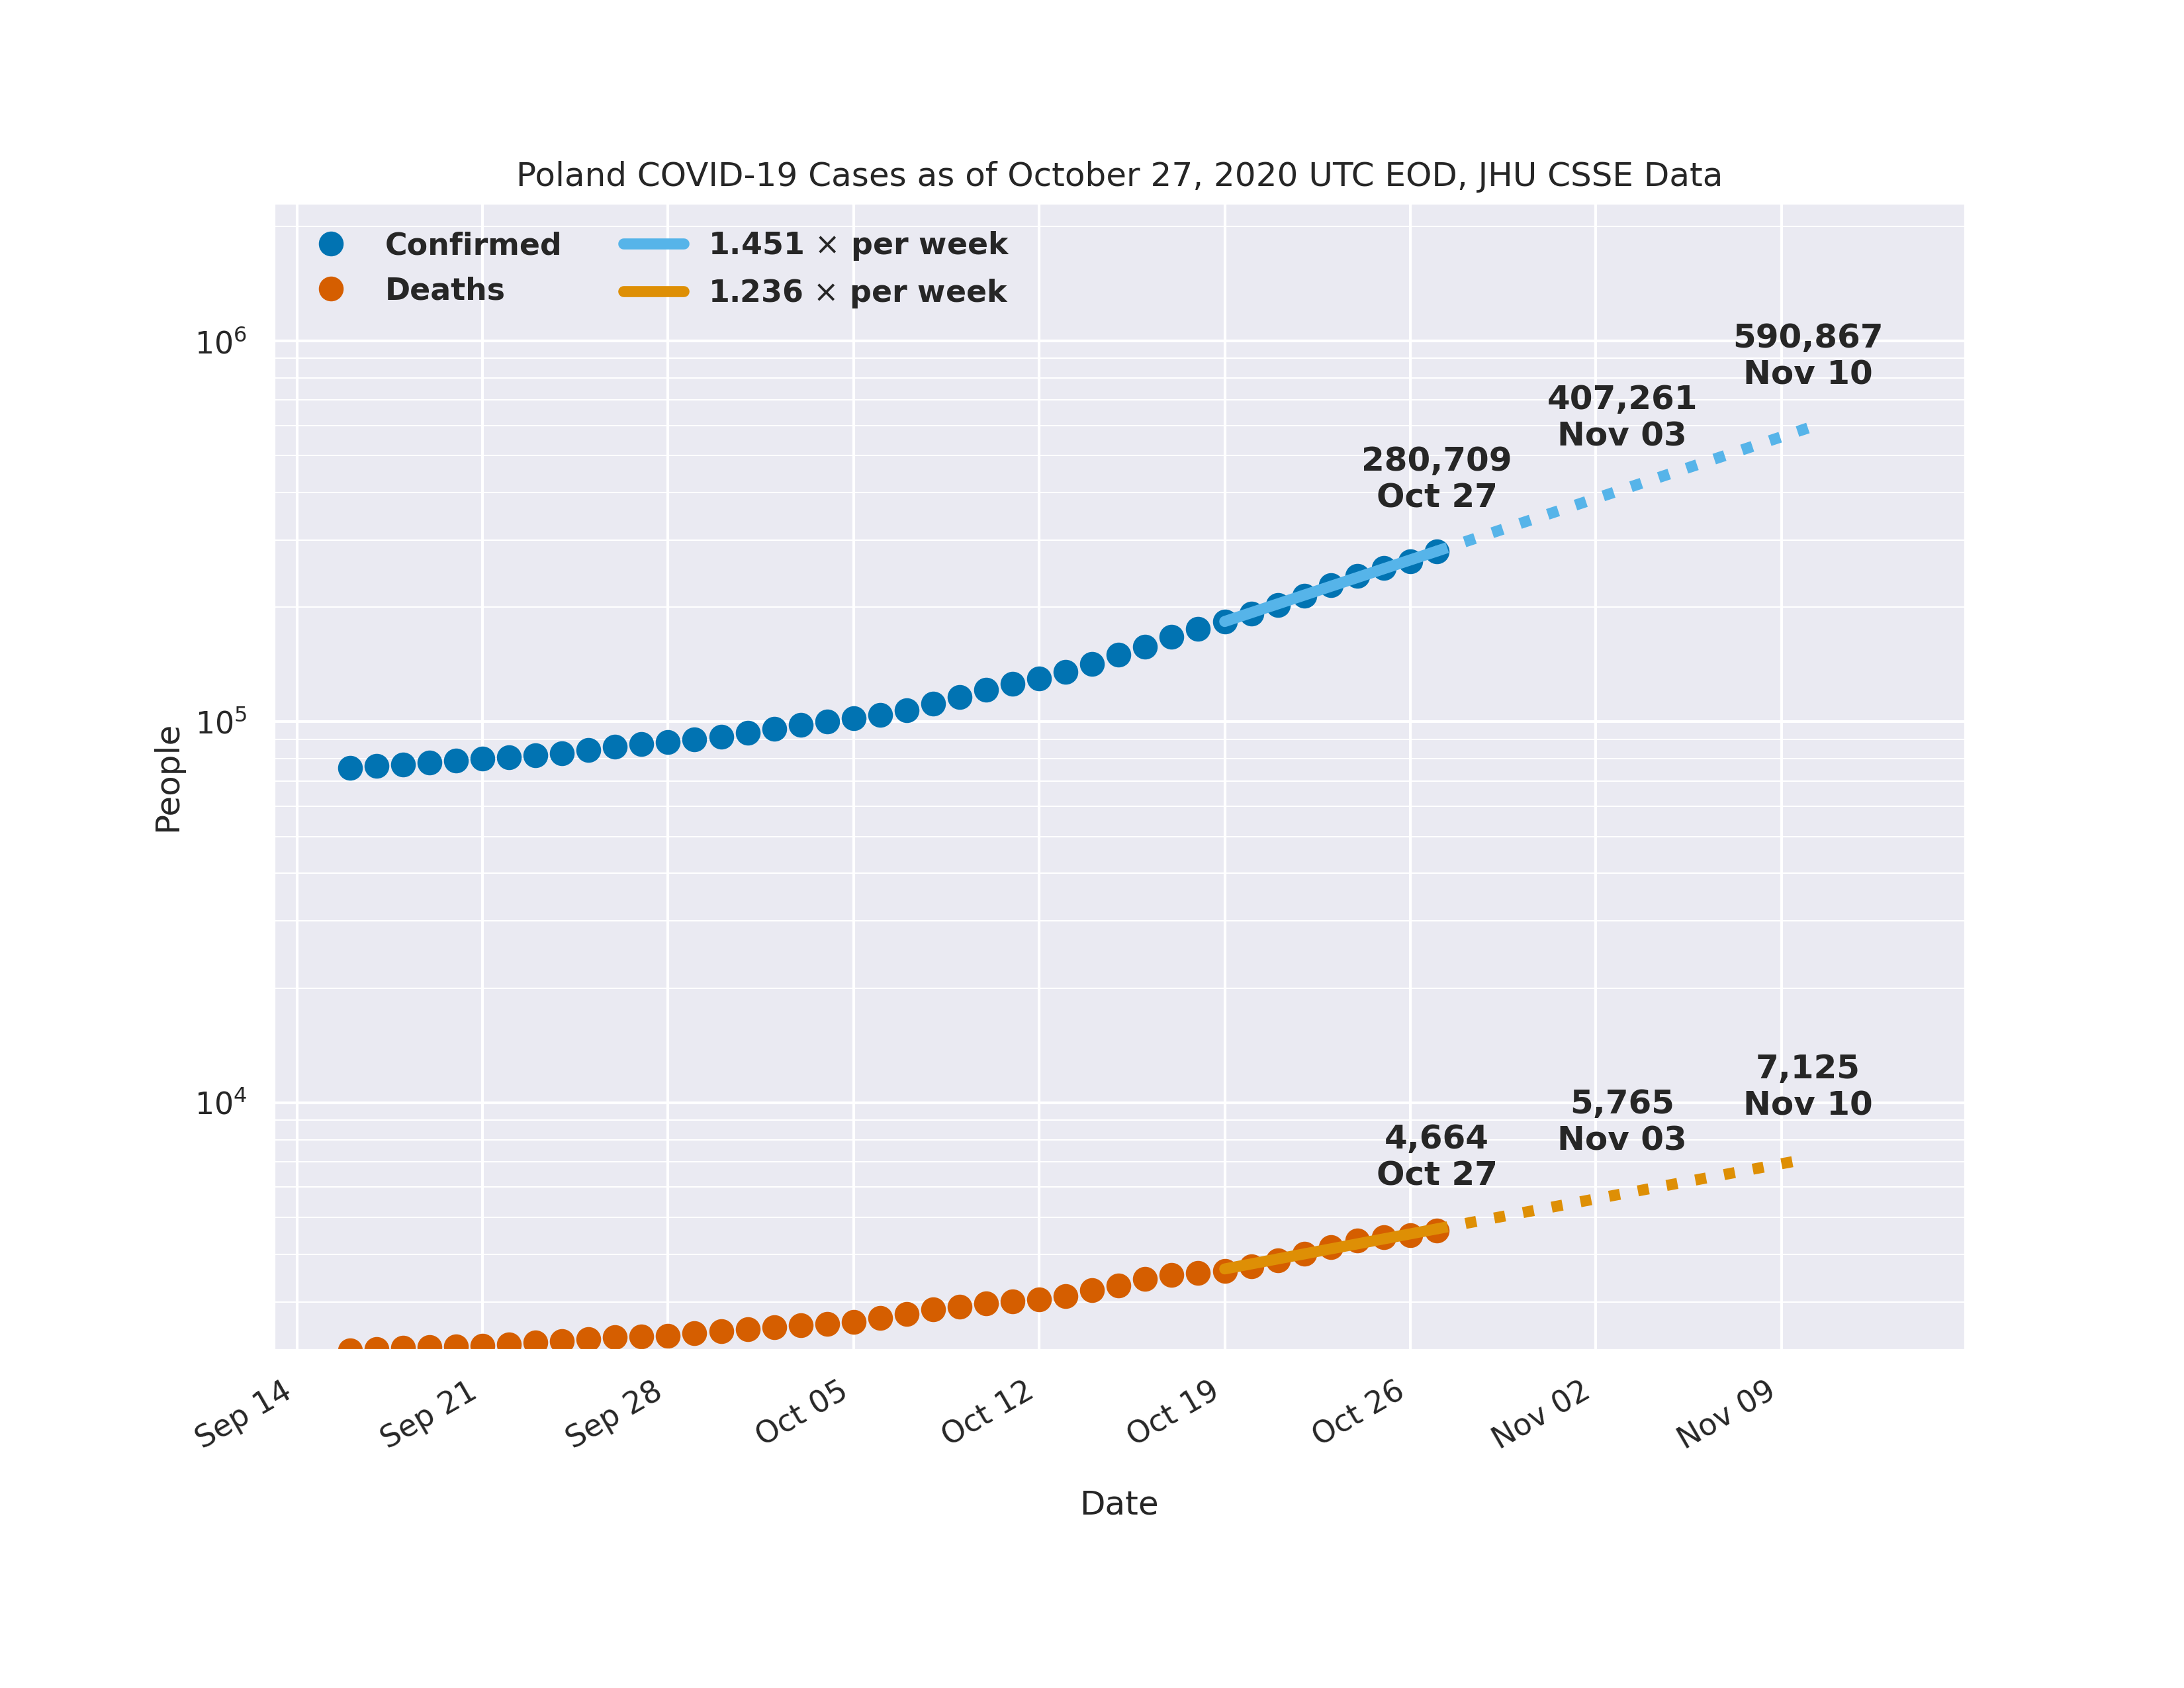 Poland COVID-19 Cases as of October 27, 2020 UTC EOD, JHU CSSE Data
Confirmed
Deaths
1.451 × per week
1.236 × per week
10⁶
10⁵
10⁴
People
590,867
Nov 10
407,261
Nov 03
280,709
Oct 27
7,125
Nov 10
5,765
Nov 03
4,664
Oct 27
Sep 14
Sep 21
Sep 28
Oct 05
Oct 12
Oct 19
Oct 26
Nov 02
Nov 09
Date